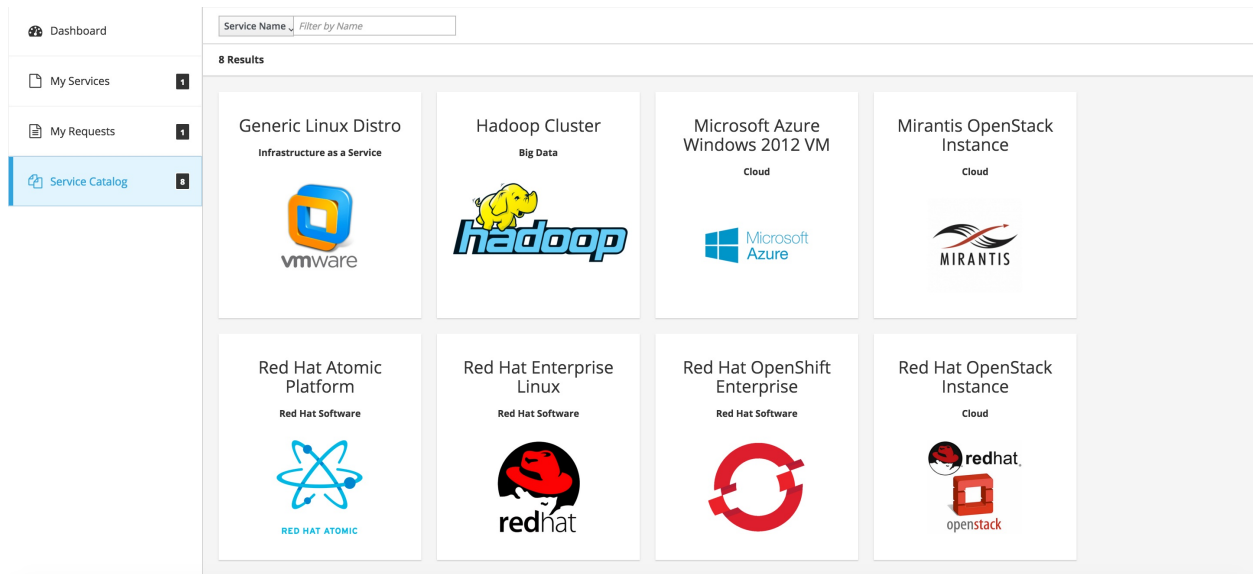 Dashboard
My Services 1
My Requests 1
Service Catalog 8
Service Name Filter by Name
8 Results
Generic Linux Distro
Infrastructure as a Service
vmware
Hadoop Cluster
Big Data
hadoop
Microsoft Azure
Windows 2012 VM
Cloud
Microsoft
Azure
Mirantis OpenStack
Instance
Cloud
MIRANTIS
Red Hat Atomic
Platform
Red Hat Software
RED HAT ATOMIC
Red Hat Enterprise
Linux
Red Hat Software
redhat
Red Hat OpenShift
Enterprise
Red Hat Software
Red Hat OpenStack
Instance
Cloud
redhat.
openstack